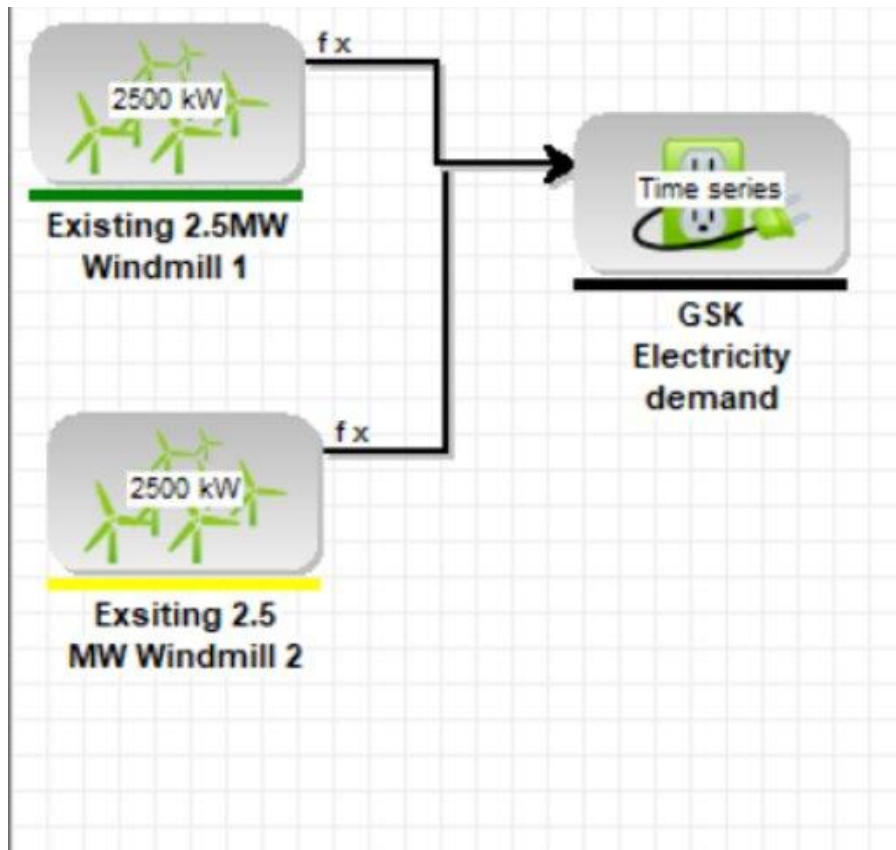 f x
2500 kW
Existing 2.5MW
Windmill 1
Time series
GSK
Electricity
demand
f x
2500 kW
Exsiting 2.5
MW Windmill 2